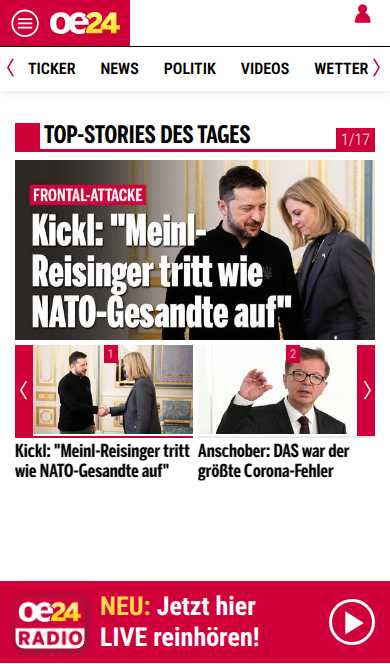 oe24
TICKER NEWS POLITIK VIDEOS WETTER
TOP-STORIES DES TAGES
1/17
FRONTAL-ATTACKE
Kickl: "Meinl-
Reisinger tritt wie
NATO-Gesandte auf"
1
2
Kickl: "Meinl-Reisinger tritt
wie NATO-Gesandte auf"
Anschober: DAS war der
größte Corona-Fehler
oe24
RADIO
NEU: Jetzt hier
LIVE reinhören!